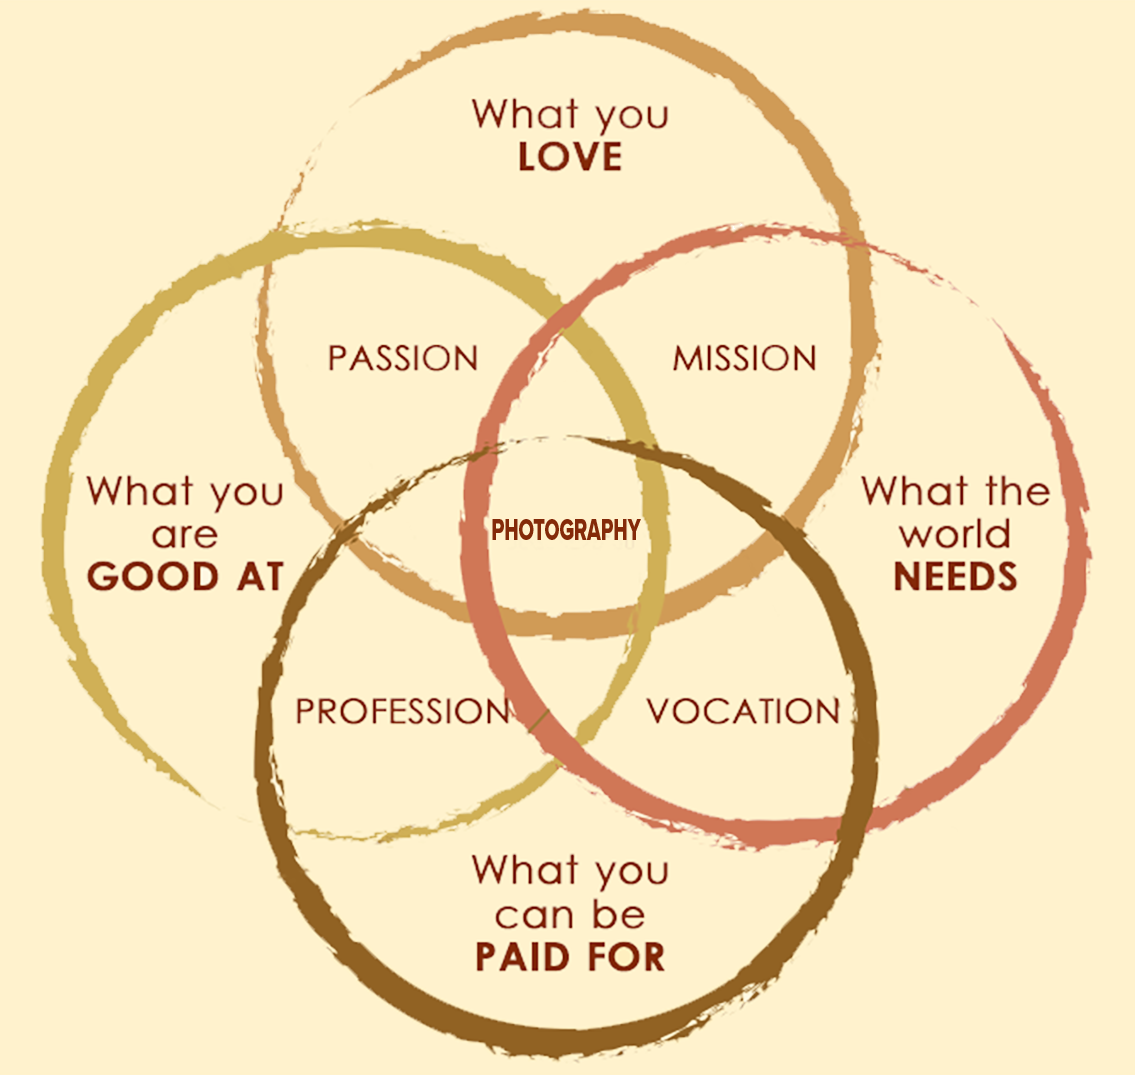 What you
LOVE
PASSION
MISSION
What you
are
GOOD AT
PHOTOGRAPHY
What the
world
NEEDS
PROFESSION
VOCATION
What you
can be
PAID FOR